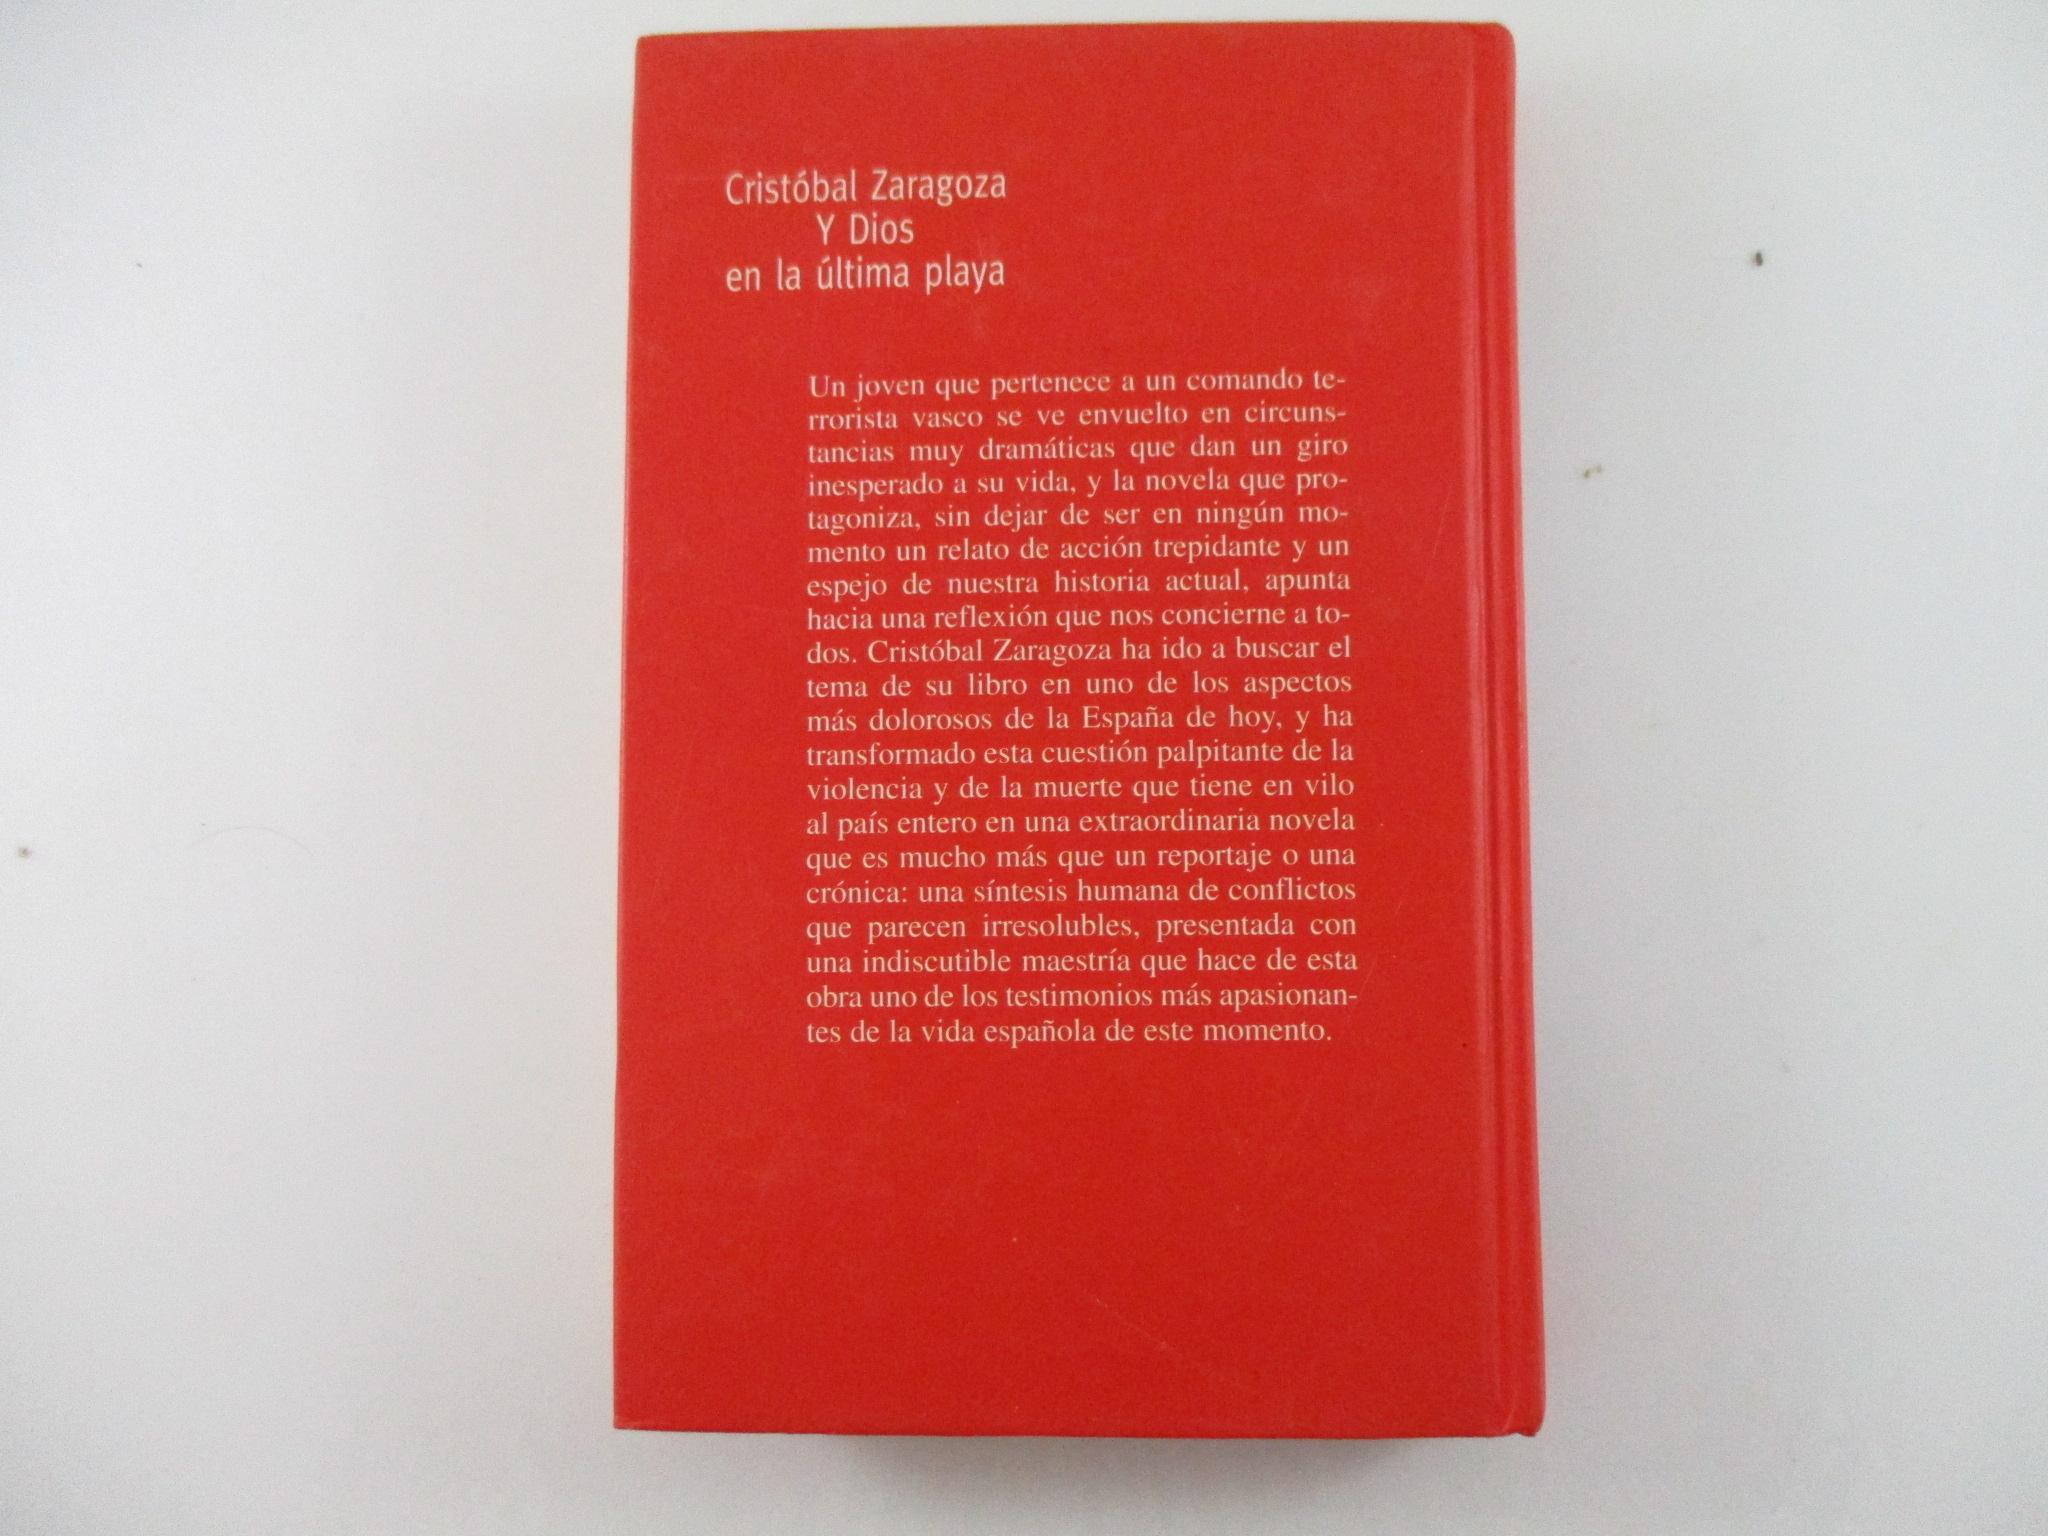 Cristóbal Zaragoza
Y Dios
en la última playa
Un joven que pertenece a un comando te-
rrorista vasco se ve envuelto en circuns-
tancias muy dramáticas que dan un giro
inesperado a su vida, y la novela que pro-
tagoniza, sin dejar de ser en ningún mo-
mento un relato de acción trepidante y un
espejo de nuestra historia actual, apunta
hacia una reflexión que nos concierne a to-
dos. Cristóbal Zaragoza ha ido a buscar el
tema de su libro en uno de los aspectos
más dolorosos de la España de hoy, y ha
transformado esta cuestión palpitante de la
violencia y de la muerte que tiene en vilo
al país entero en una extraordinaria novela
que es mucho más que un reportaje o una
crónica: una síntesis humana de conflictos
que parecen irresolubles, presentada con
una indiscutible maestría que hace de esta
obra uno de los testimonios más apasionan-
tes de la vida española de este momento.